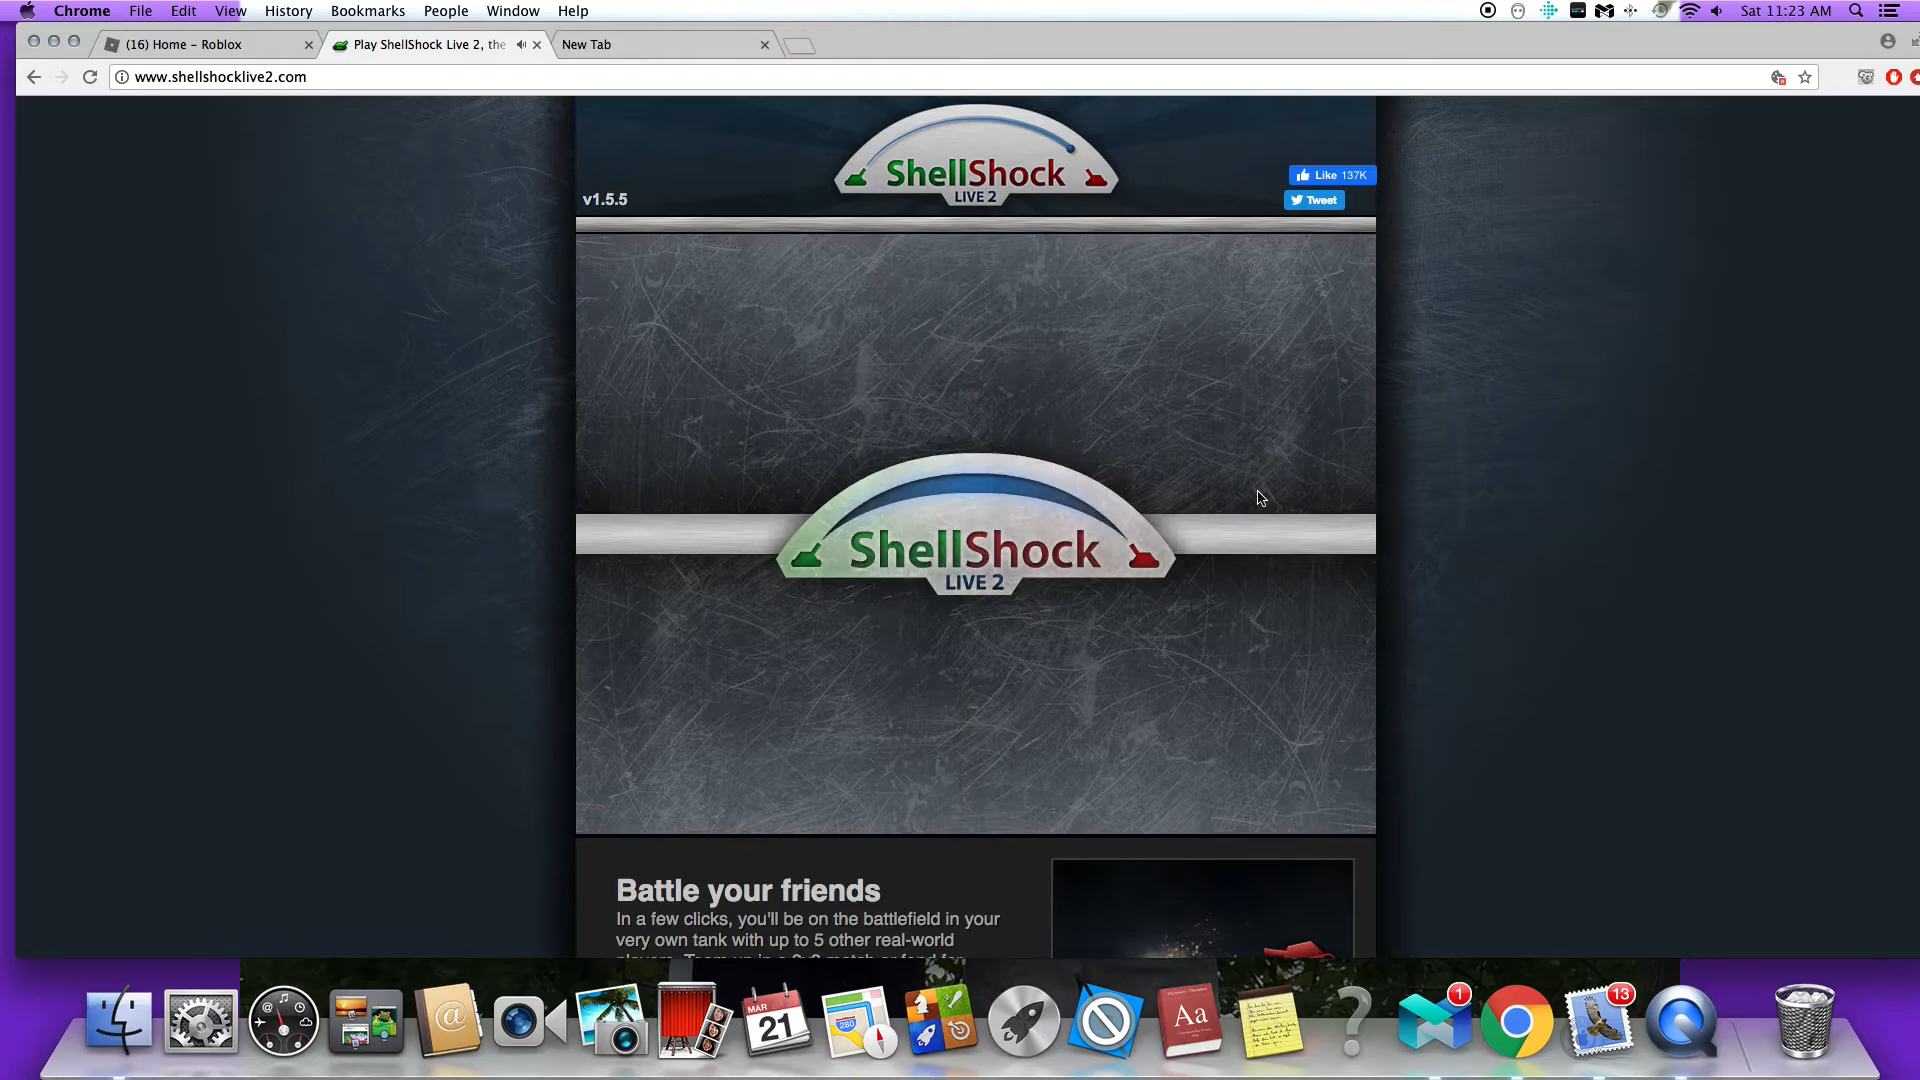 Chrome File Edit View History Bookmarks People Window Help Sat 11:23 AM
(16) Home – Roblox Play ShellShock Live 2, the New Tab
www.shellshocklive2.com
ShellShock
LIVE 2
v1.5.5
Like 137K
Tweet
ShellShock
LIVE 2
Battle your friends
In a few clicks, you'll be on the battlefield in your
very own tank with up to 5 other real-world
MAR
21
280
Aa
1
13
@